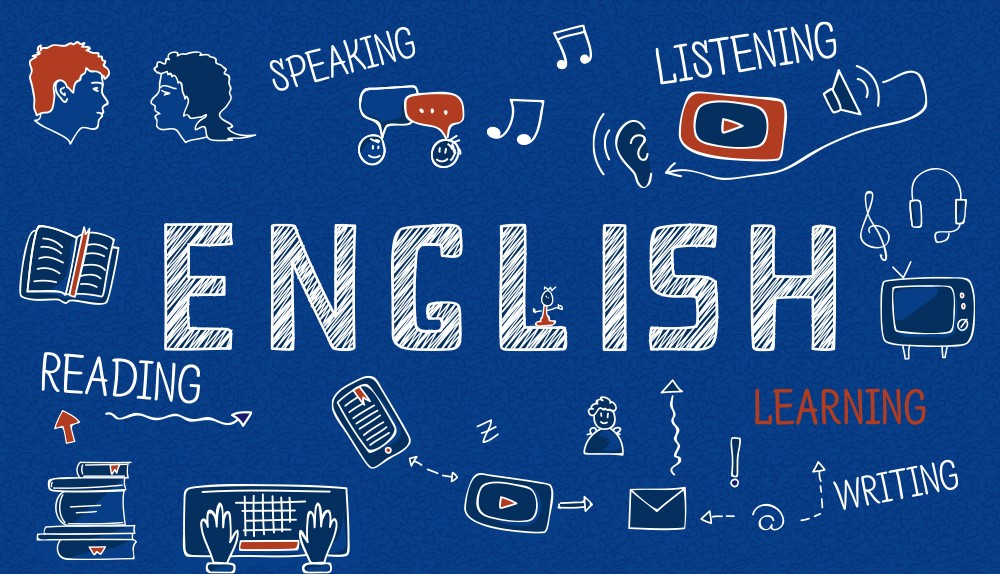 SPEAKING
LISTENING
ENGLISH
READING
LEARNING
Z
!
WRITING
@